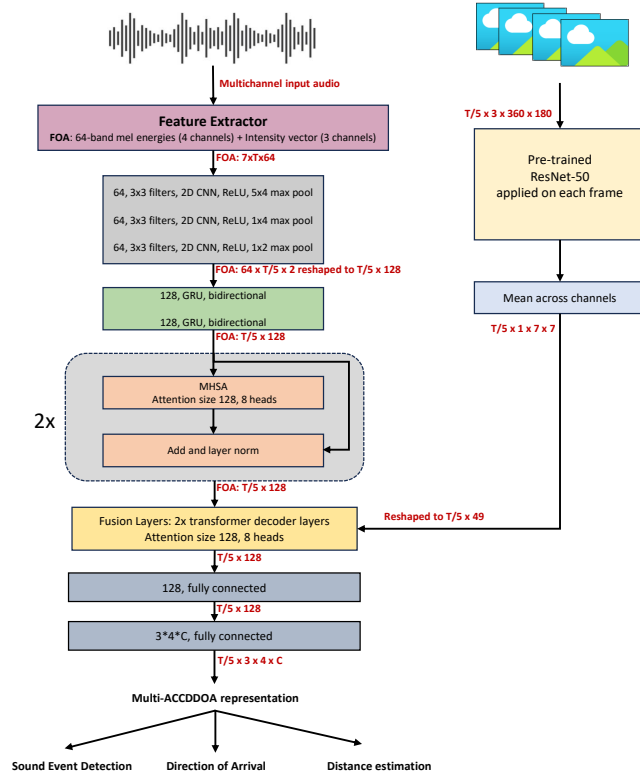 Multichannel input audio
Feature Extractor
FOA: 64-band mel energies (4 channels) + Intensity vector (3 channels)
FOA: 7xTx64
64, 3x3 filters, 2D CNN, ReLU, 5x4 max pool
64, 3x3 filters, 2D CNN, ReLU, 1x4 max pool
64, 3x3 filters, 2D CNN, ReLU, 1x2 max pool
FOA: 64 x T/5 x 2 reshaped to T/5 x 128
128, GRU, bidirectional
128, GRU, bidirectional
FOA: T/5 x 128
2x
MHSA
Attention size 128, 8 heads
Add and layer norm
FOA: T/5 x 128
T/5 x 3 x 360 x 180
Pre-trained
ResNet-50
applied on each frame
Mean across channels
T/5 x 1 x 7 x 7
Reshaped to T/5 x 49
Fusion Layers: 2x transformer decoder layers
Attention size 128, 8 heads
T/5 x 128
128, fully connected
T/5 x 128
3*4*C, fully connected
T/5 x 3 x 4 x C
Multi-ACCDDOA representation
Sound Event Detection
Direction of Arrival
Distance estimation